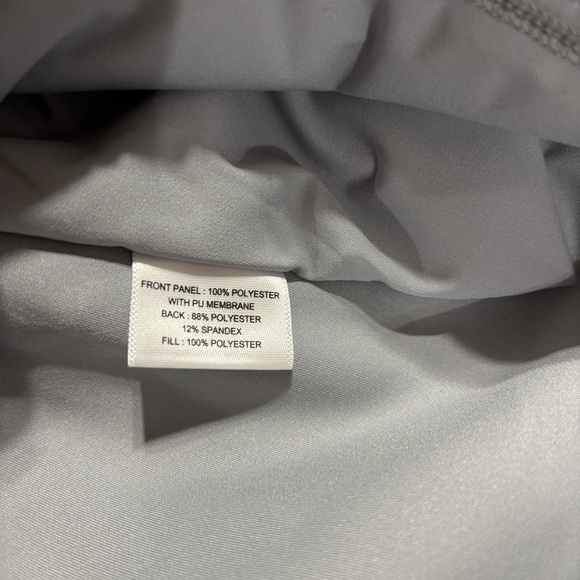 FRONT PANEL : 100% POLYESTER
WITH PU MEMBRANE
BACK : 88% POLYESTER
12% SPANDEX
FILL : 100% POLYESTER